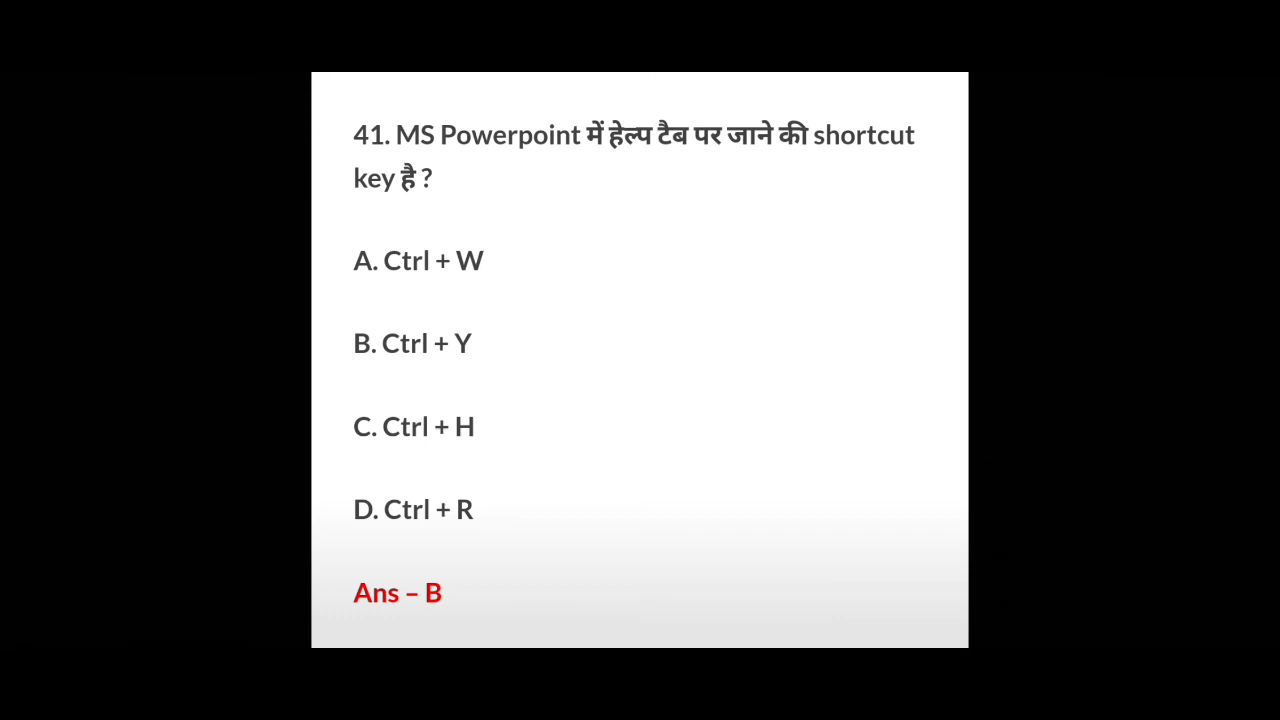 41. MS Powerpoint में हेल्प टैब पर जाने की shortcut
key है ?
A. Ctrl + W
B. Ctrl + Y
C. Ctrl + H
D. Ctrl + R
Ans – B